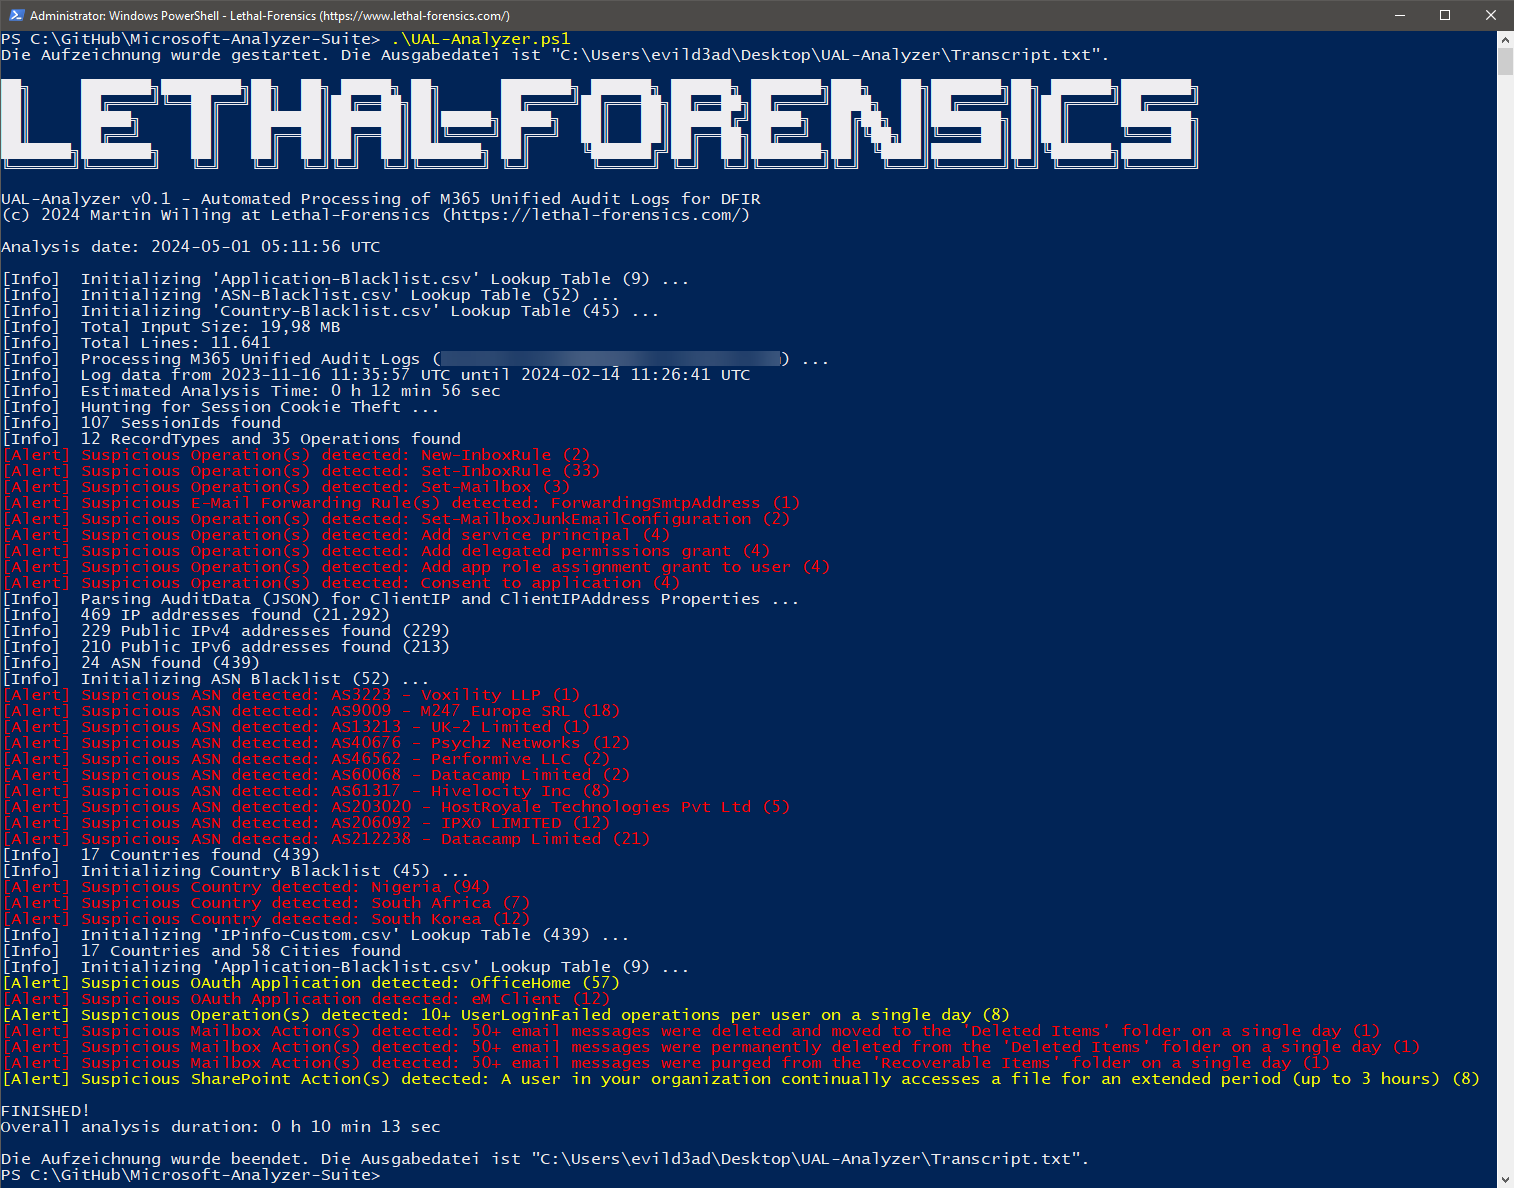 Administrator: Windows PowerShell - Lethal-Forensics (https://www.lethal-forensics.com/)
PS C:\GitHub\Microsoft-Analyzer-Suite> .\UAL-Analyzer.ps1
Die Aufzeichnung wurde gestartet. Die Ausgabedatei ist "C:\Users\evild3ad\Desktop\UAL-Analyzer\Transcript.txt".
LETHAL-FORENSICS
UAL-Analyzer v0.1 - Automated Processing of M365 Unified Audit Logs for DFIR
(c) 2024 Martin Willing at Lethal-Forensics (https://lethal-forensics.com/)
Analysis date: 2024-05-01 05:11:56 UTC
[Info]  Initializing 'Application-Blacklist.csv' Lookup Table (9) ...
[Info]  Initializing 'ASN-Blacklist.csv' Lookup Table (52) ...
[Info]  Initializing 'Country-Blacklist.csv' Lookup Table (45) ...
[Info]  Total Input Size: 19,98 MB
[Info]  Total Lines: 11.641
[Info]  Processing M365 Unified Audit Logs ( ) ...
[Info]  Log data from 2023-11-16 11:35:57 UTC until 2024-02-14 11:26:41 UTC
[Info]  Estimated Analysis Time: 0 h 12 min 56 sec
[Info]  Hunting for Session Cookie Theft ...
[Info]  107 SessionIds found
[Info]  12 RecordTypes and 35 Operations found
[Alert] Suspicious Operation(s) detected: New-InboxRule (2)
[Alert] Suspicious Operation(s) detected: Set-InboxRule (33)
[Alert] Suspicious Operation(s) detected: Set-Mailbox (3)
[Alert] Suspicious E-Mail Forwarding Rule(s) detected: ForwardingSmtpAddress (1)
[Alert] Suspicious Operation(s) detected: Set-MailboxJunkEmailConfiguration (2)
[Alert] Suspicious Operation(s) detected: Add service principal (4)
[Alert] Suspicious Operation(s) detected: Add delegated permissions grant (4)
[Alert] Suspicious Operation(s) detected: Add app role assignment grant to user (4)
[Alert] Suspicious Operation(s) detected: Consent to application (4)
[Info]  Parsing AuditData (JSON) for ClientIP and ClientIPAddress Properties ...
[Info]  469 IP addresses found (21.292)
[Info]  229 Public IPv4 addresses found (229)
[Info]  210 Public IPv6 addresses found (213)
[Info]  24 ASN found (439)
[Info]  Initializing ASN Blacklist (52) ...
[Alert] Suspicious ASN detected: AS3223 - Voxility LLP (1)
[Alert] Suspicious ASN detected: AS9009 - M247 Europe SRL (18)
[Alert] Suspicious ASN detected: AS13213 - UK-2 Limited (1)
[Alert] Suspicious ASN detected: AS40676 - Psychz Networks (12)
[Alert] Suspicious ASN detected: AS46562 - Performive LLC (2)
[Alert] Suspicious ASN detected: AS60068 - Datacamp Limited (2)
[Alert] Suspicious ASN detected: AS61317 - Hivelocity Inc (8)
[Alert] Suspicious ASN detected: AS203020 - HostRoyale Technologies Pvt Ltd (5)
[Alert] Suspicious ASN detected: AS206092 - IPXO LIMITED (12)
[Alert] Suspicious ASN detected: AS212238 - Datacamp Limited (21)
[Info]  17 Countries found (439)
[Info]  Initializing Country Blacklist (45) ...
[Alert] Suspicious Country detected: Nigeria (94)
[Alert] Suspicious Country detected: South Africa (7)
[Alert] Suspicious Country detected: South Korea (12)
[Info]  Initializing 'IPinfo-Custom.csv' Lookup Table (439) ...
[Info]  17 Countries and 58 Cities found
[Info]  Initializing 'Application-Blacklist.csv' Lookup Table (9) ...
[Alert] Suspicious OAuth Application detected: OfficeHome (57)
[Alert] Suspicious OAuth Application detected: eM Client (12)
[Alert] Suspicious Operation(s) detected: 10+ UserLoginFailed operations per user on a single day (8)
[Alert] Suspicious Mailbox Action(s) detected: 50+ email messages were deleted and moved to the 'Deleted Items' folder on a single day (1)
[Alert] Suspicious Mailbox Action(s) detected: 50+ email messages were permanently deleted from the 'Deleted Items' folder on a single day (1)
[Alert] Suspicious Mailbox Action(s) detected: 50+ email messages were purged from the 'Recoverable Items' folder on a single day (1)
[Alert] Suspicious SharePoint Action(s) detected: A user in your organization continually accesses a file for an extended period (up to 3 hours) (8)
FINISHED!
Overall analysis duration: 0 h 10 min 13 sec
Die Aufzeichnung wurde beendet. Die Ausgabedatei ist "C:\Users\evild3ad\Desktop\UAL-Analyzer\Transcript.txt".
PS C:\GitHub\Microsoft-Analyzer-Suite>